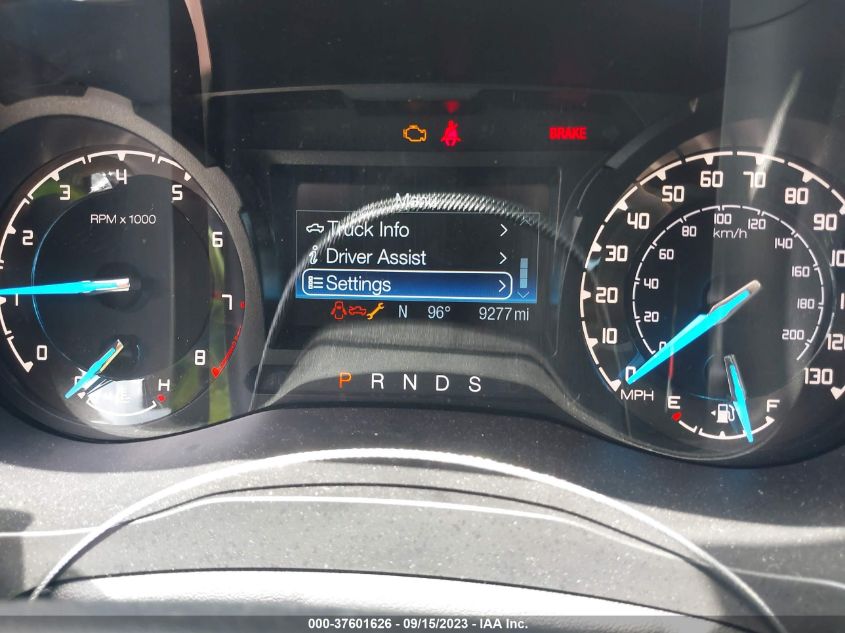 BRAKE
Menu
Truck Info
i Driver Assist
Settings
N 96° 9277 mi
P R N D S
0 1 2 3 4 5 6 7 8
RPM x 1000
H
0 10 20 30 40 50 60 70 80 90 120 130
MPH
0 20 40 60 80 100 120 140 160 180 200
km/h
E F
000-37601626 - 09/15/2023 - IAA Inc.